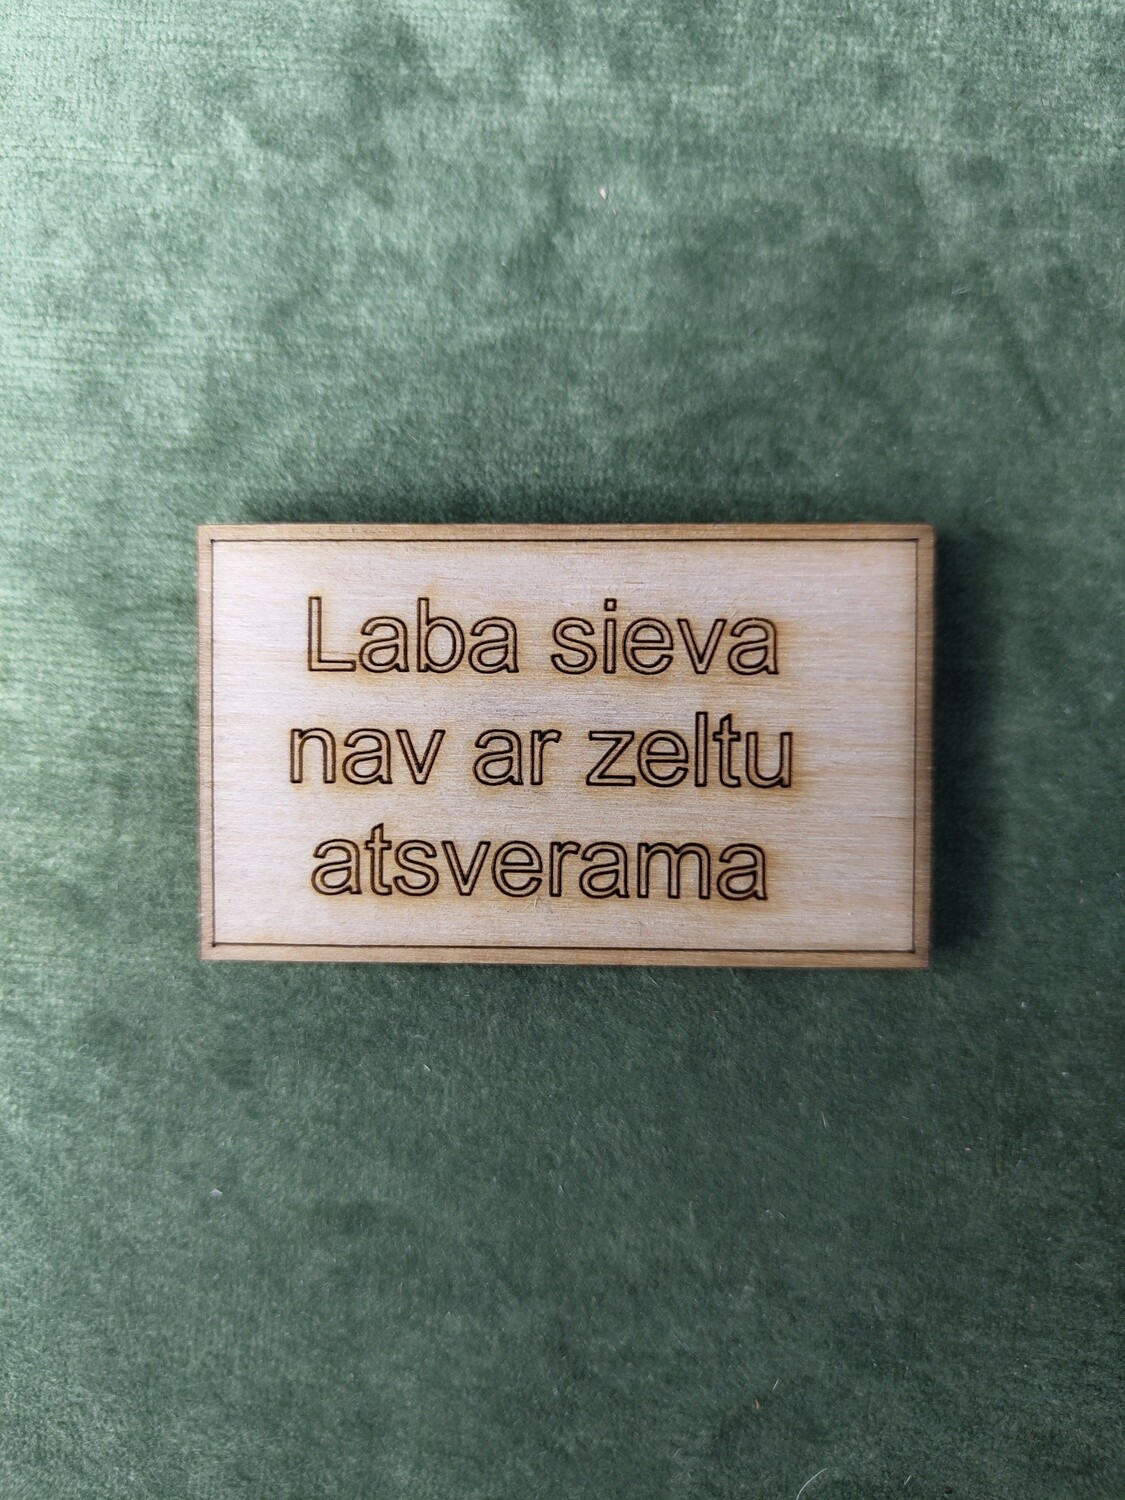 Laba sieva
nav ar zeltu
atsverama